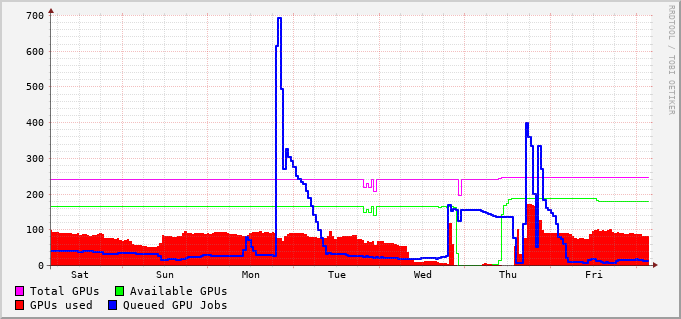 700
600
500
400
300
200
100
0
Sat Sun Mon Tue Wed Thu Fri
Total GPUs Available GPUs
GPUs used Queued GPU Jobs
RRDTOOL / TOBI OETIKER